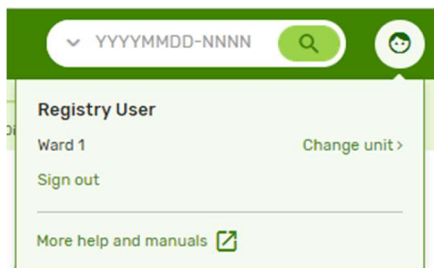 YYYYMMDD-NNNN
Registry User
Ward 1 Change unit >
Sign out
More help and manuals